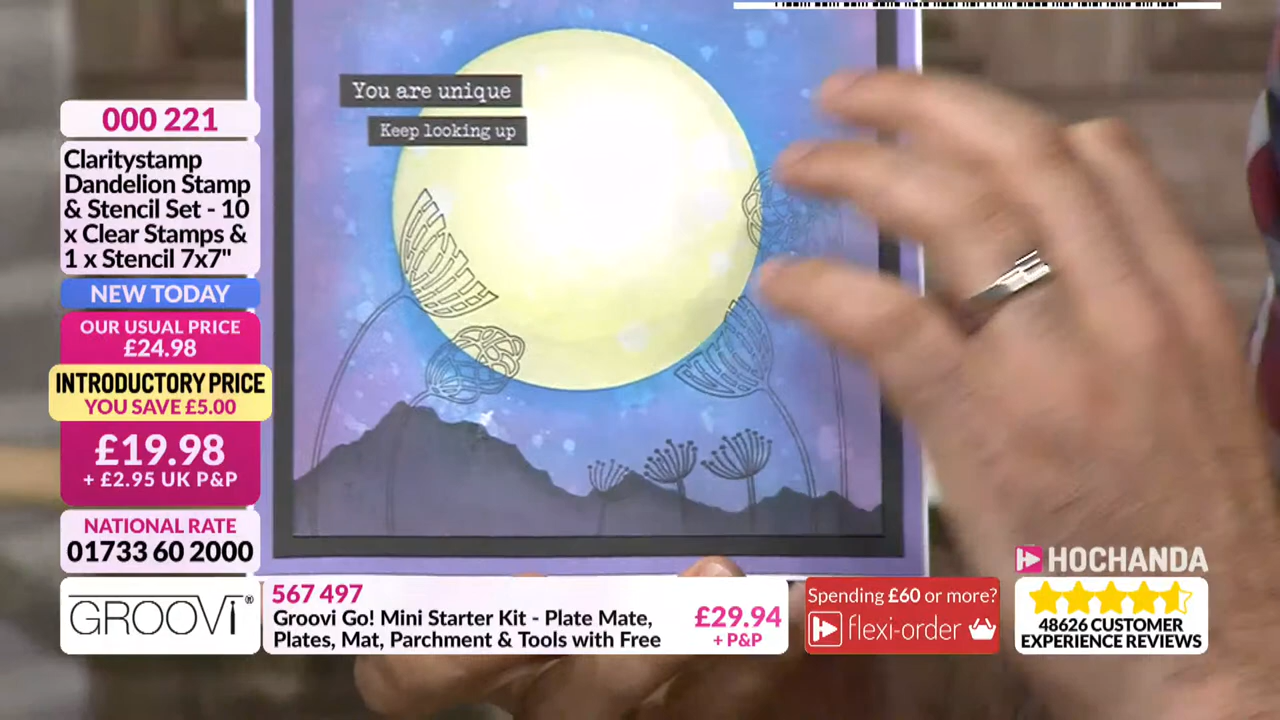 You are unique
Keep looking up
000 221
Claritystamp
Dandelion Stamp
& Stencil Set - 10
x Clear Stamps &
1 x Stencil 7x7"
NEW TODAY
OUR USUAL PRICE
£24.98
INTRODUCTORY PRICE
YOU SAVE £5.00
£19.98
+ £2.95 UK P&P
NATIONAL RATE
01733 60 2000
HOCHANDA
GROOVI®
567 497
Groovi Go! Mini Starter Kit - Plate Mate,
Plates, Mat, Parchment & Tools with Free
£29.94
+ P&P
Spending £60 or more?
flexi-order
48626 CUSTOMER
EXPERIENCE REVIEWS